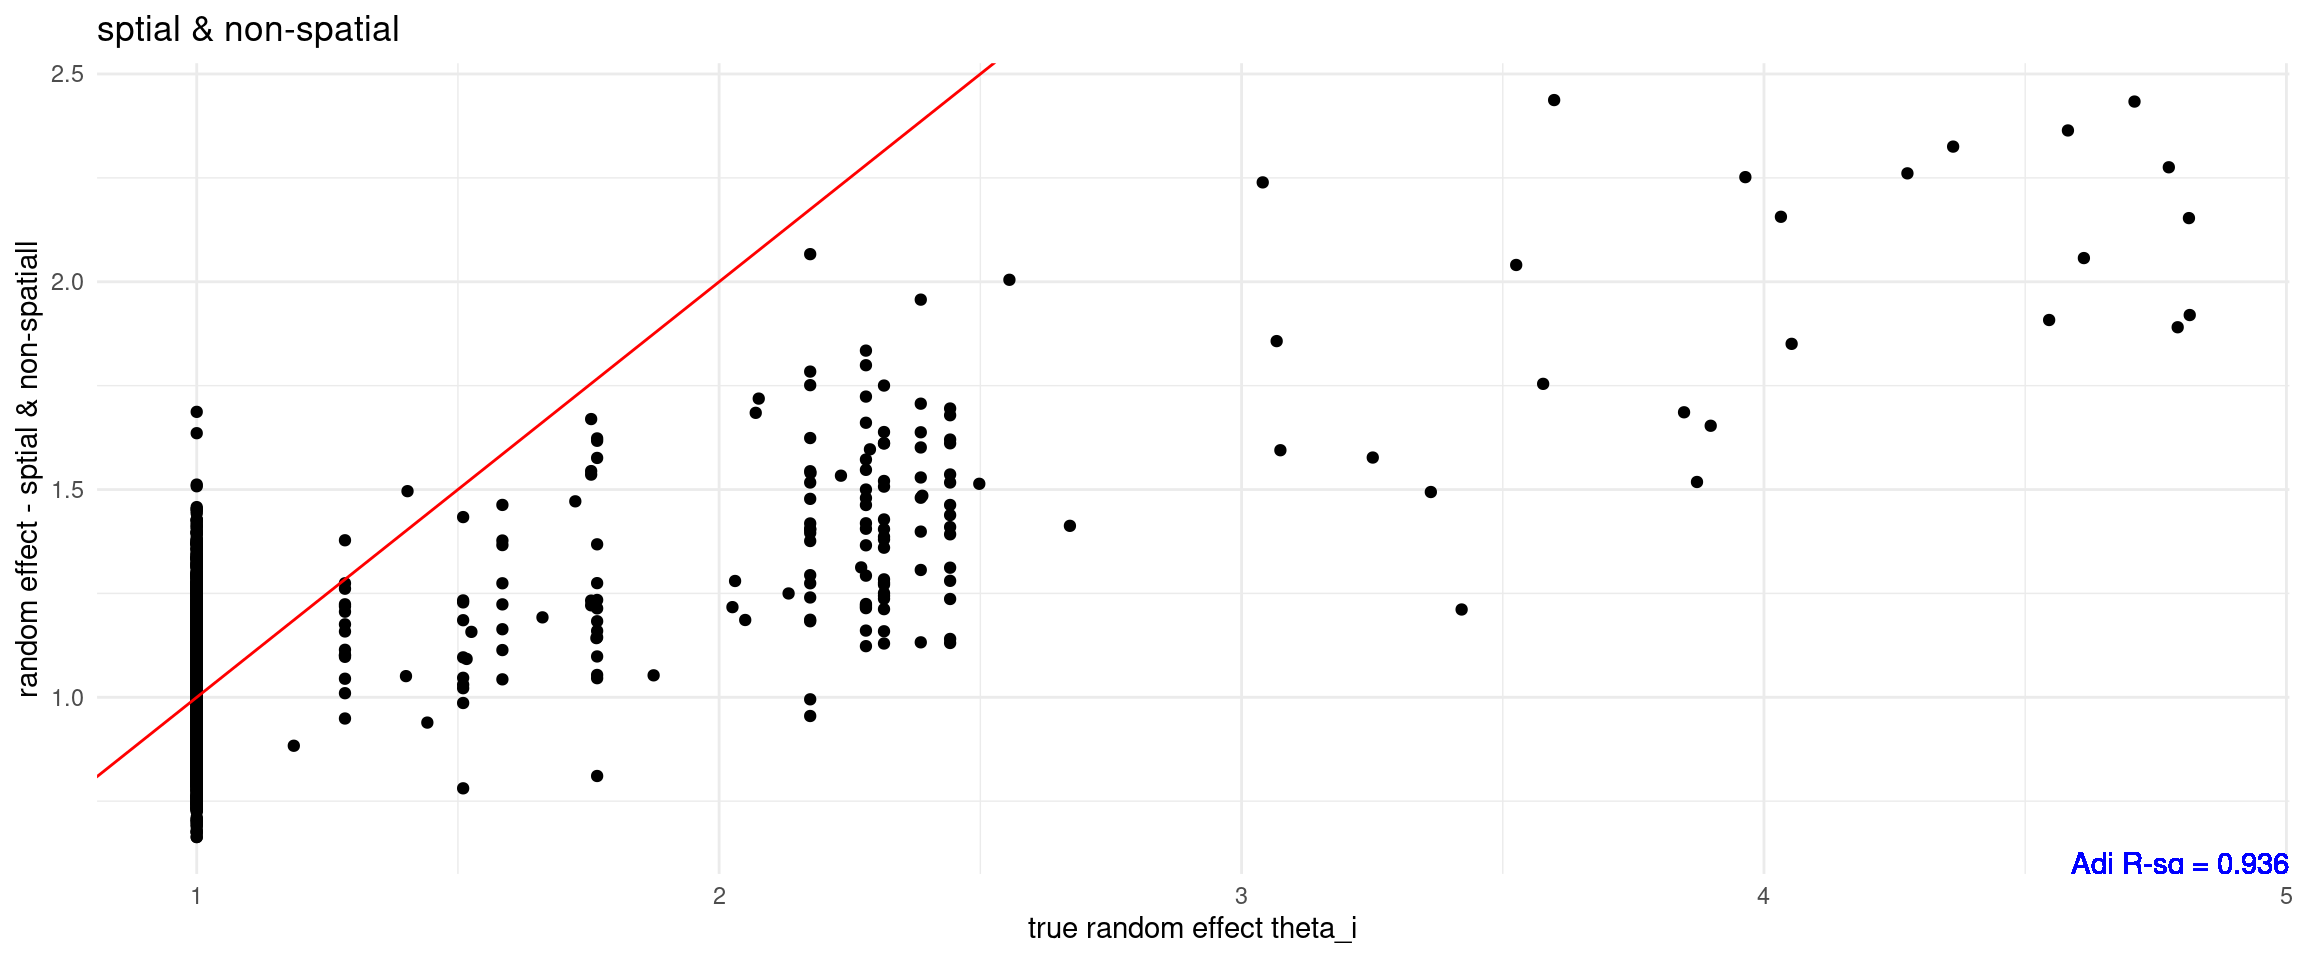 sptial & non-spatial
2.5
2.0
1.5
1.0
random effect - sptial & non-spatiall
Adj R-sq = 0.936
1 2 3 4 5
true random effect theta_i